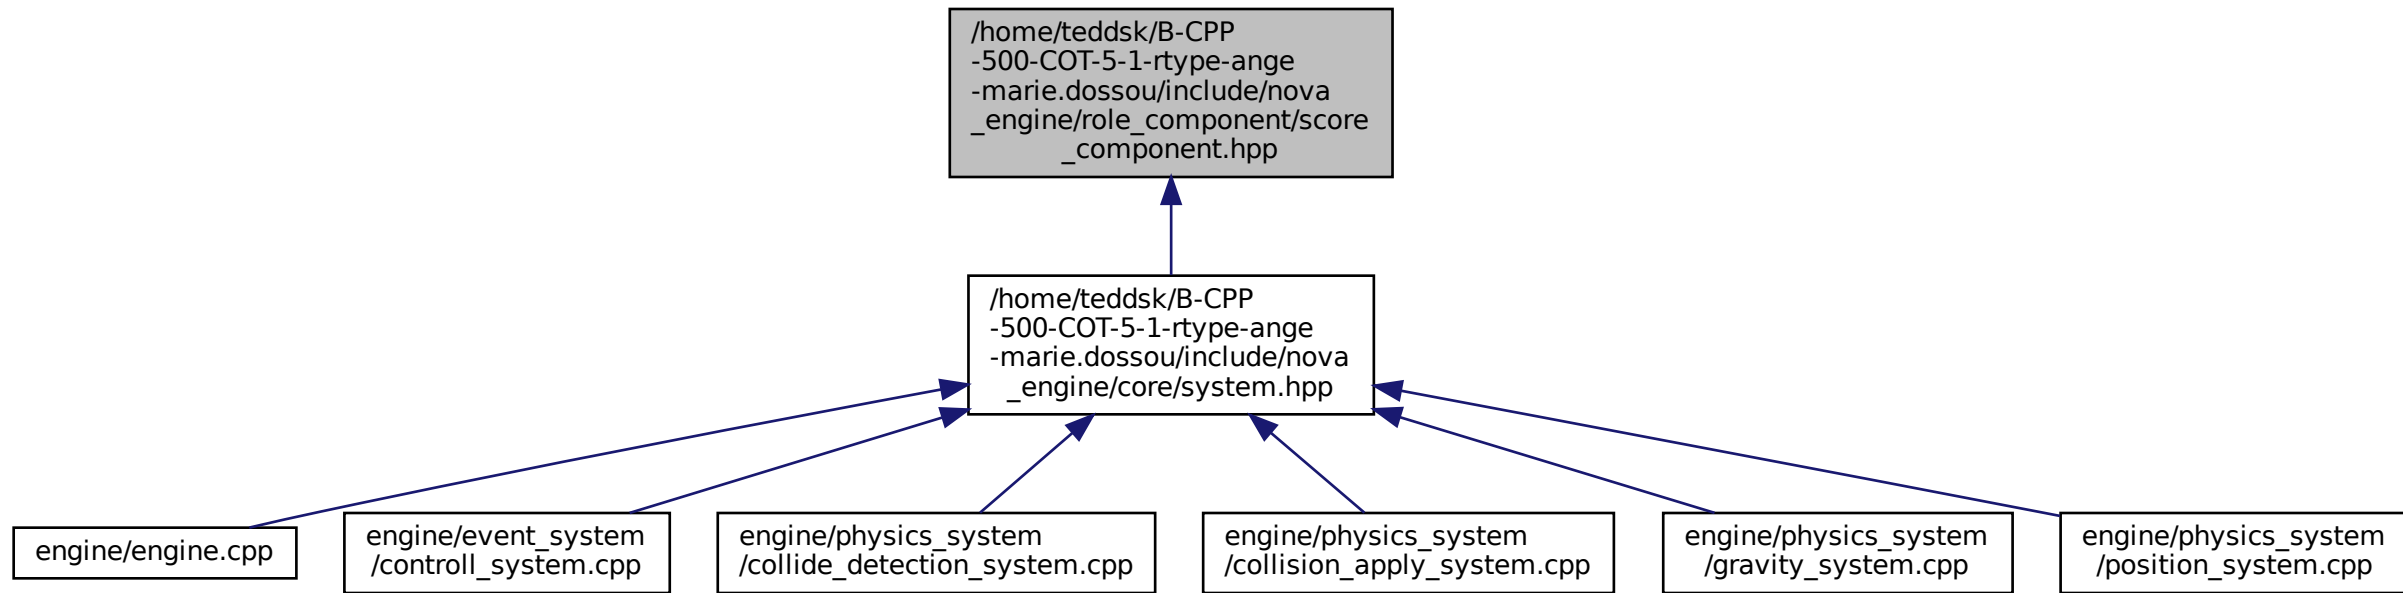 /home/teddsk/B-CPP
-500-COT-5-1-rtype-ange
-marie.dossou/include/nova
_engine/role_component/score
_component.hpp
/home/teddsk/B-CPP
-500-COT-5-1-rtype-ange
-marie.dossou/include/nova
_engine/core/system.hpp
engine/engine.cpp
engine/event_system
/controll_system.cpp
engine/physics_system
/collide_detection_system.cpp
engine/physics_system
/collision_apply_system.cpp
engine/physics_system
/gravity_system.cpp
engine/physics_system
/position_system.cpp